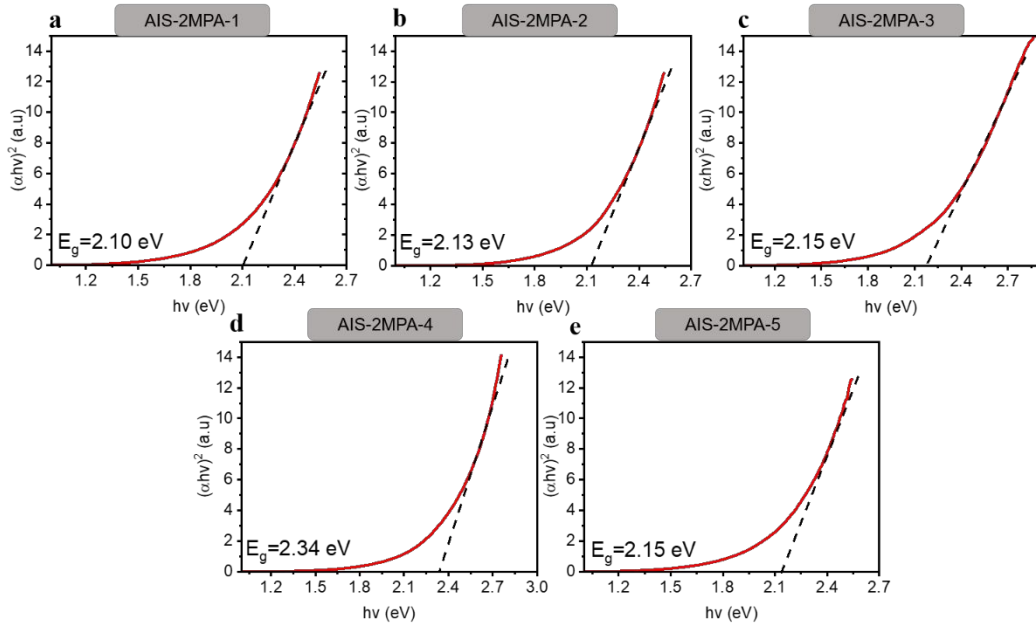 a AIS-2MPA-1
14
12
10
8
6
4
2
0
(αhν)² (a.u)
E_g=2.10 eV
1.2 1.5 1.8 2.1 2.4 2.7
hν (eV)
b AIS-2MPA-2
14
12
10
8
6
4
2
0
(αhν)² (a.u)
E_g=2.13 eV
1.2 1.5 1.8 2.1 2.4 2.7
hν (eV)
c AIS-2MPA-3
14
12
10
8
6
4
2
0
(αhν)² (a.u)
E_g=2.15 eV
1.2 1.5 1.8 2.1 2.4 2.7
hν (eV)
d AIS-2MPA-4
14
12
10
8
6
4
2
0
(αhν)² (a.u)
E_g=2.34 eV
1.2 1.5 1.8 2.1 2.4 2.7 3.0
hν (eV)
e AIS-2MPA-5
14
12
10
8
6
4
2
0
(αhν)² (a.u)
E_g=2.15 eV
1.2 1.5 1.8 2.1 2.4 2.7
hν (eV)